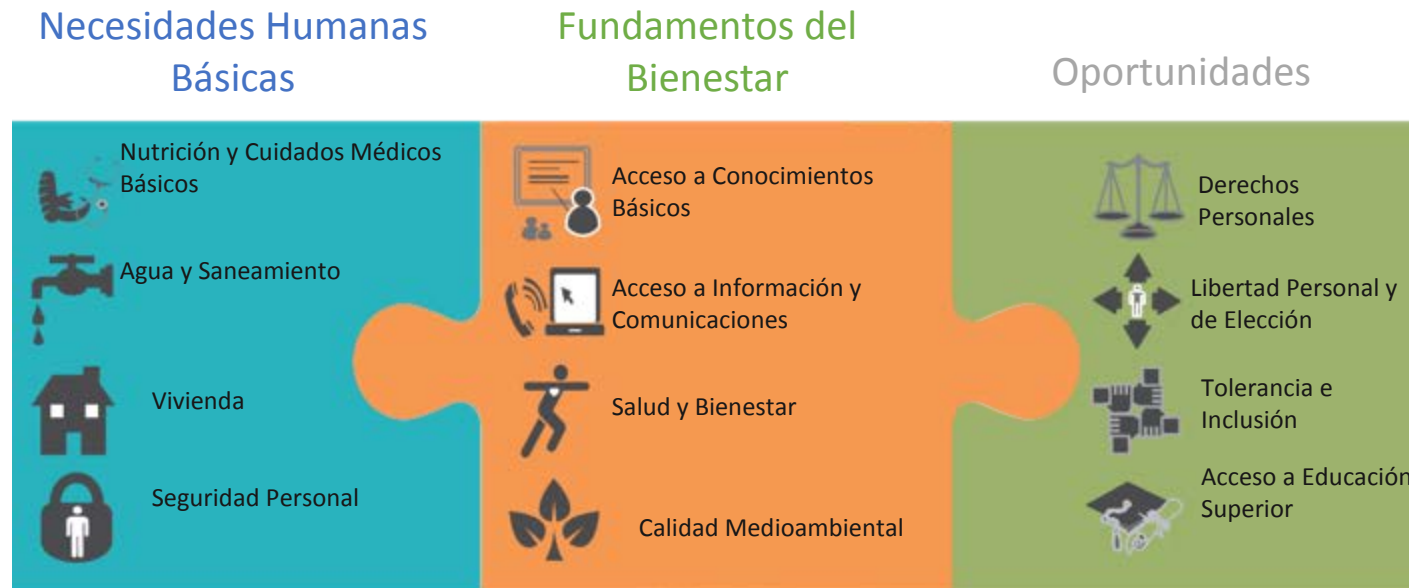 Necesidades Humanas
Básicas
Fundamentos del
Bienestar
Oportunidades
Nutrición y Cuidados Médicos
Básicos
Agua y Saneamiento
Vivienda
Seguridad Personal
Acceso a Conocimientos
Básicos
Acceso a Información y
Comunicaciones
Salud y Bienestar
Calidad Medioambiental
Derechos
Personales
Libertad Personal y
de Elección
Tolerancia e
Inclusión
Acceso a Educación
Superior